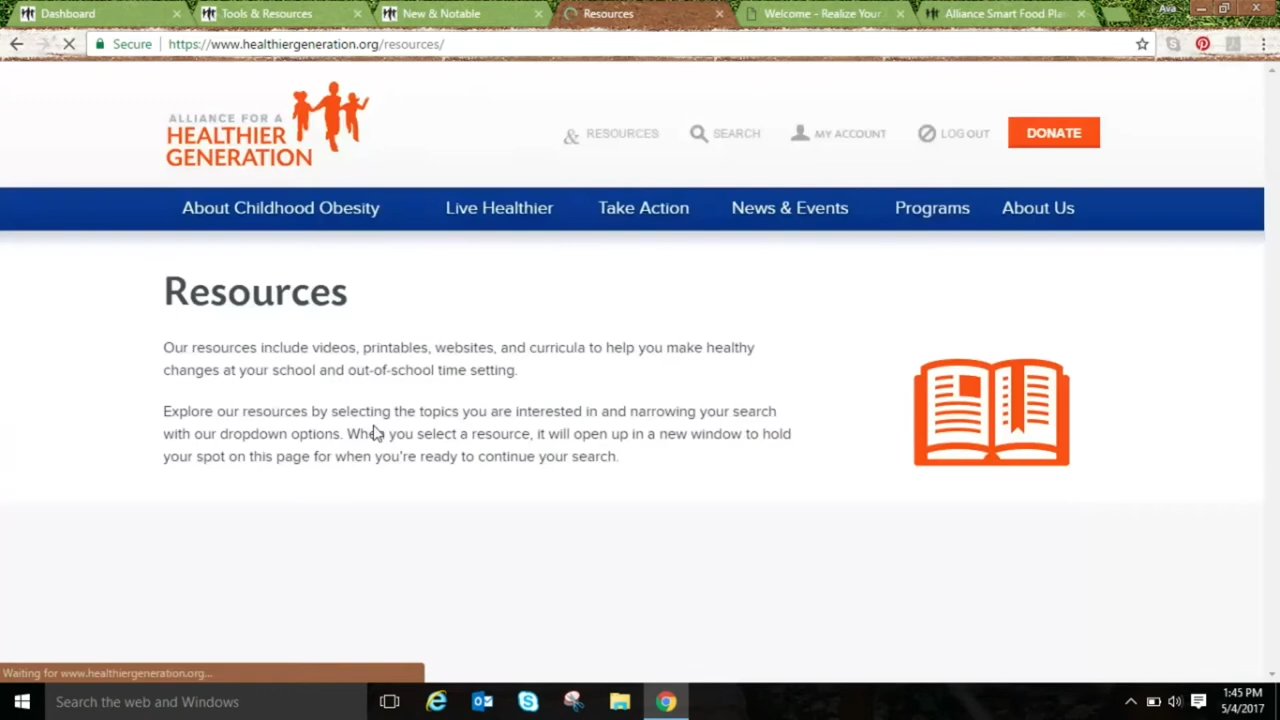 Dashboard
Tools & Resources
New & Notable
Resources
Welcome - Realize Your
Alliance Smart Food Pla
Ava
Secure
https://www.healthiergeneration.org/resources/
ALLIANCE FOR A
HEALTHIER
GENERATION
& RESOURCES
SEARCH
MY ACCOUNT
LOG OUT
DONATE
About Childhood Obesity
Live Healthier
Take Action
News & Events
Programs
About Us
Resources
Our resources include videos, printables, websites, and curricula to help you make healthy
changes at your school and out-of-school time setting.
Explore our resources by selecting the topics you are interested in and narrowing your search
with our dropdown options. When you select a resource, it will open up in a new window to hold
your spot on this page for when you're ready to continue your search.
Waiting for www.healthiergeneration.org...
Search the web and Windows
1:45 PM
5/4/2017